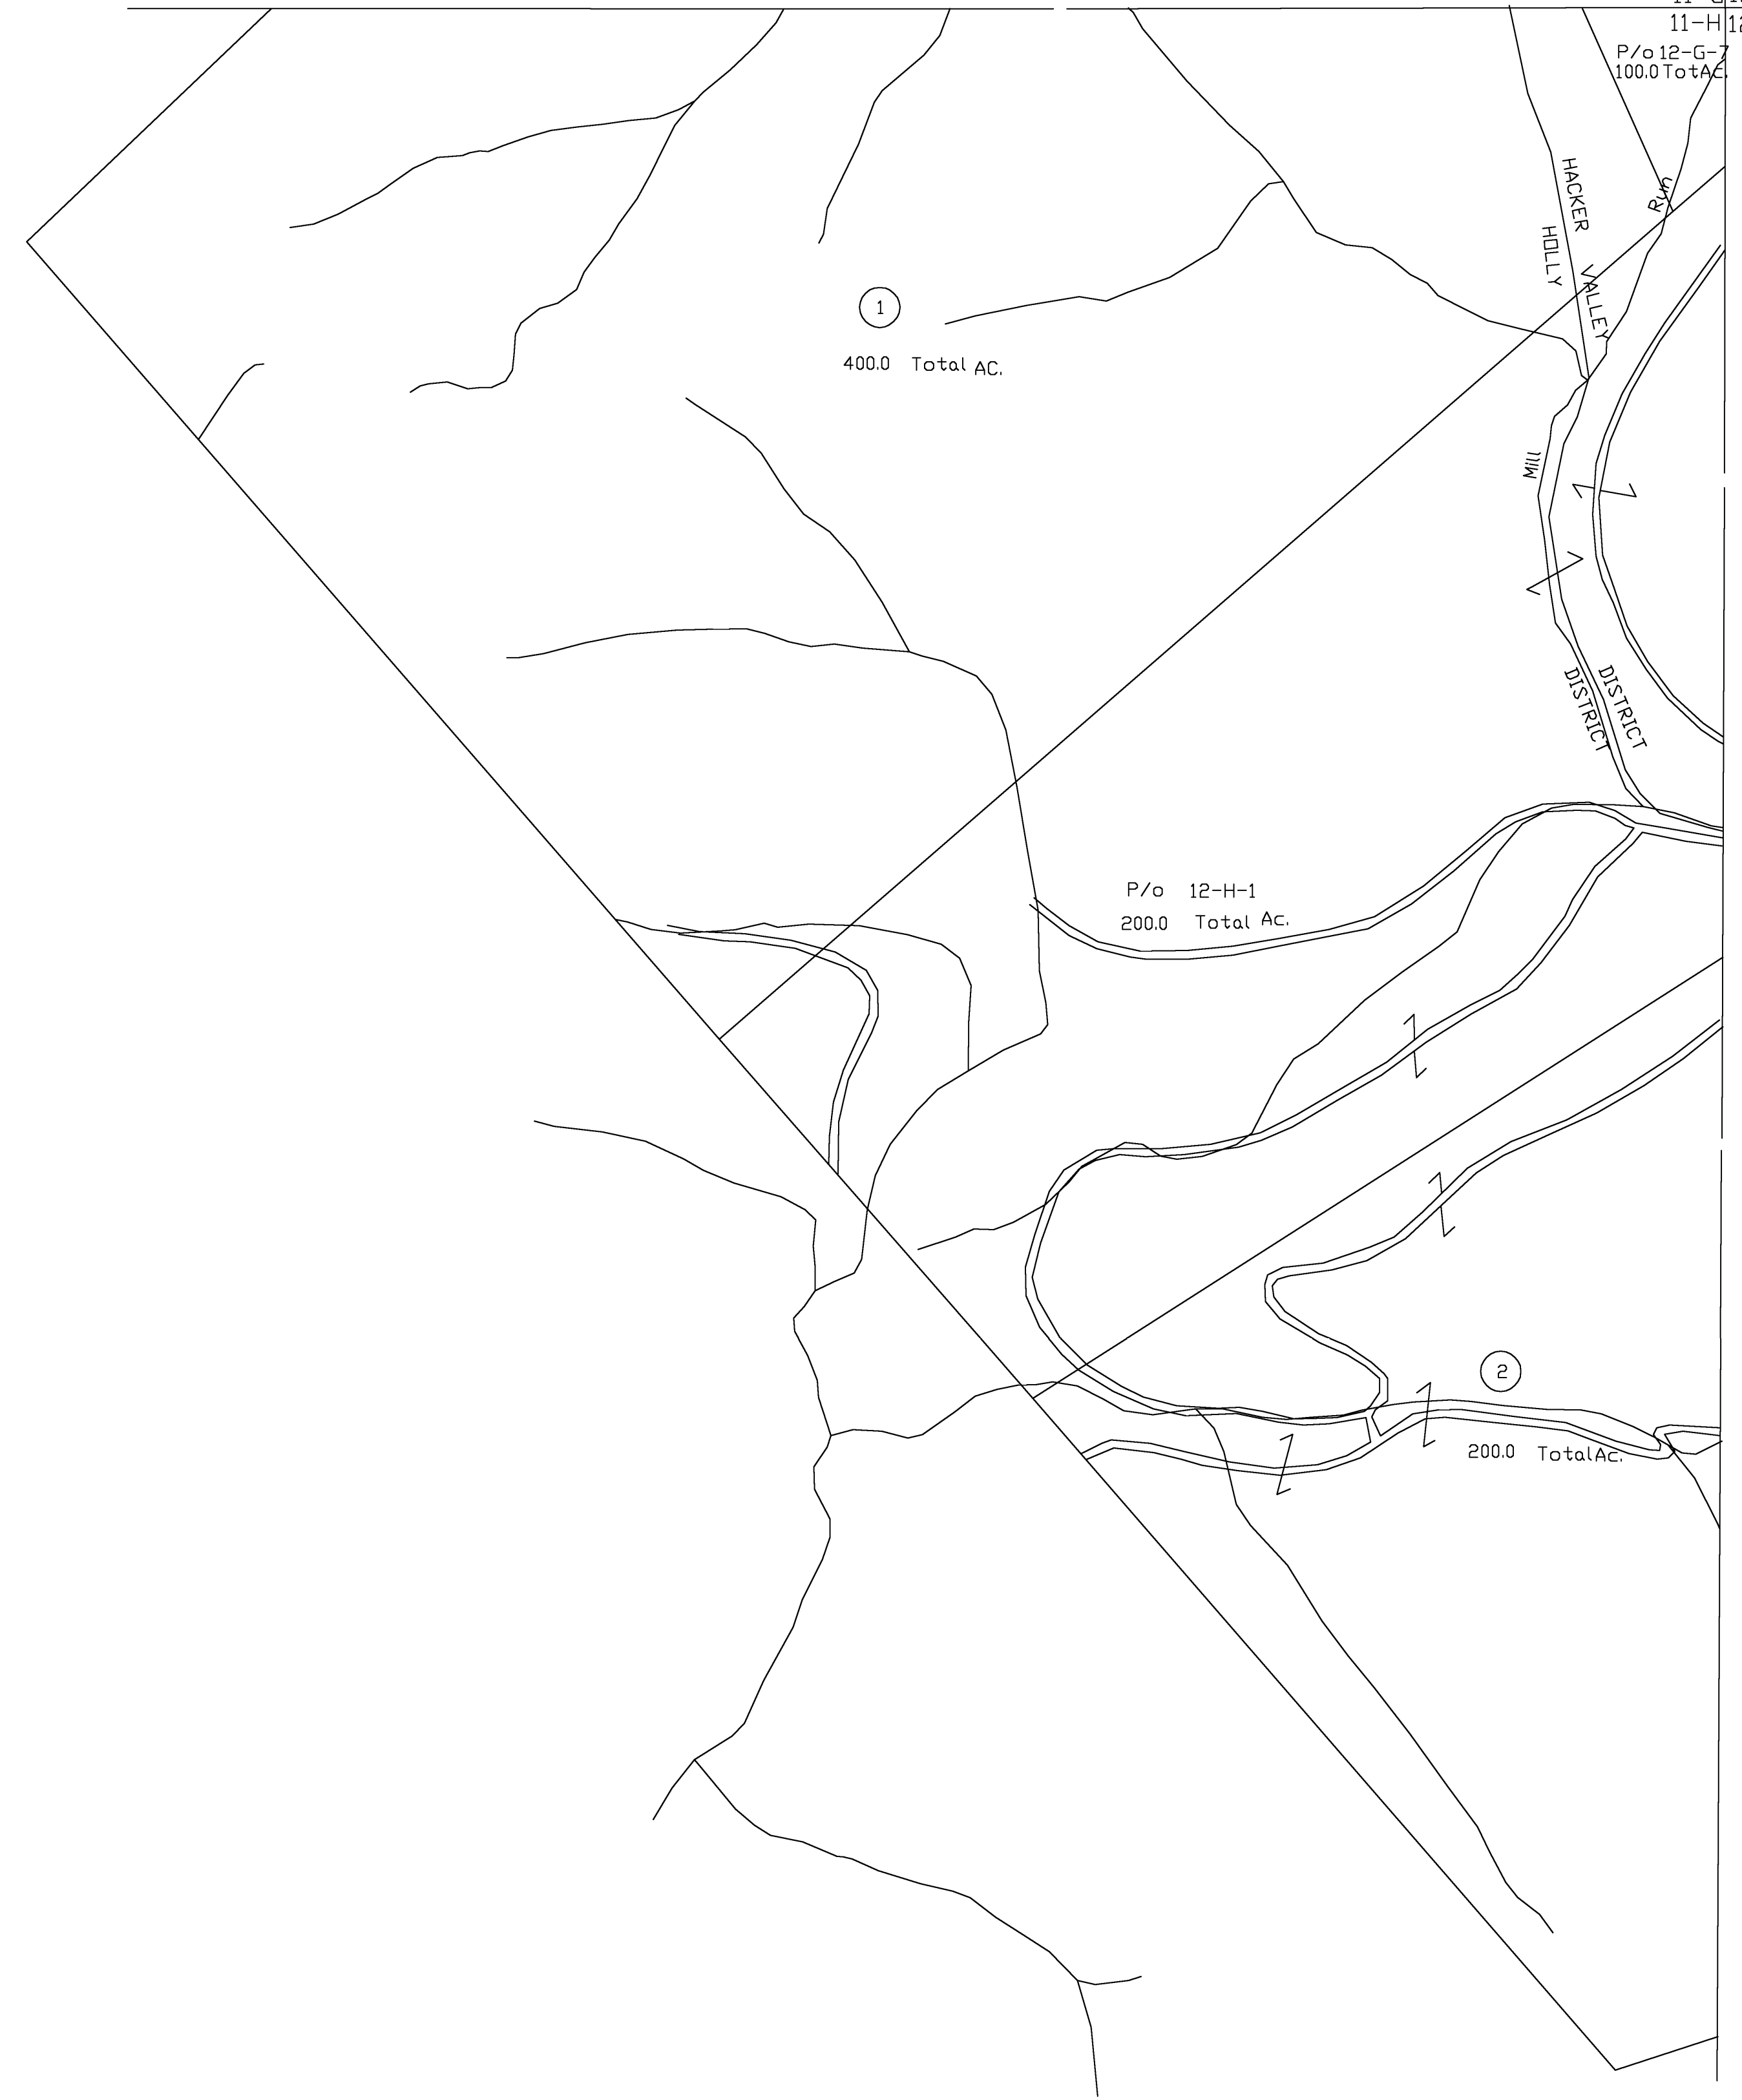 11-H 12
P/o 12-G-7
100.0 TotAC.
Run
HACKER VALLEY
HOLLY
1
400.0 Total AC.
Mill
DISTRICT
DISTRICT
P/o 12-H-1
200.0 Total Ac.
2
200.0 TotalAc.